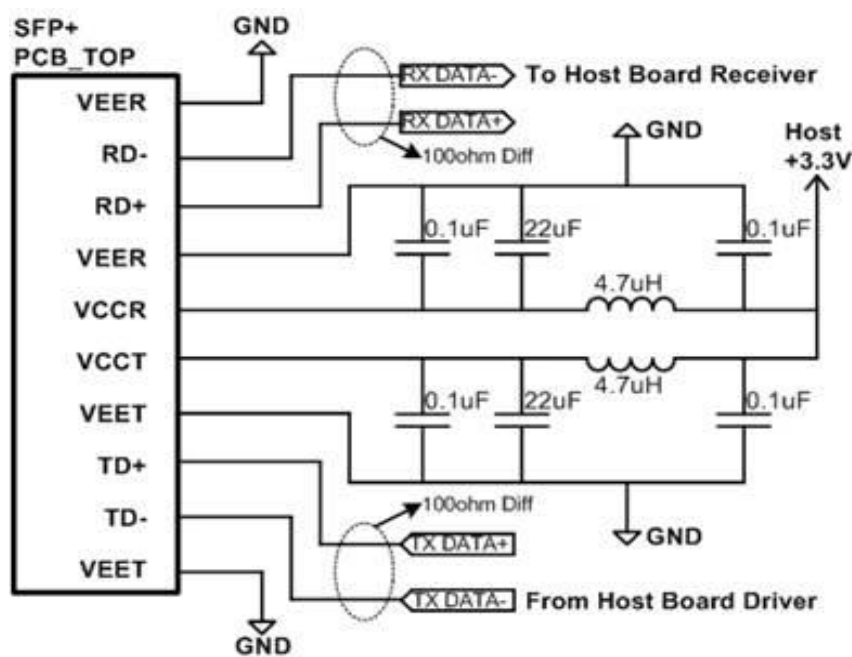 SFP+
PCB_TOP
GND
VEER
RD-
RD+
VEER
VCCR
VCCT
VEET
TD+
TD-
VEET
GND
RX DATA-
To Host Board Receiver
RX DATA+
100ohm Diff
GND
Host
+3.3V
0.1uF
22uF
0.1uF
4.7uH
4.7uH
0.1uF
22uF
0.1uF
100ohm Diff
GND
TX DATA+
TX DATA-
From Host Board Driver